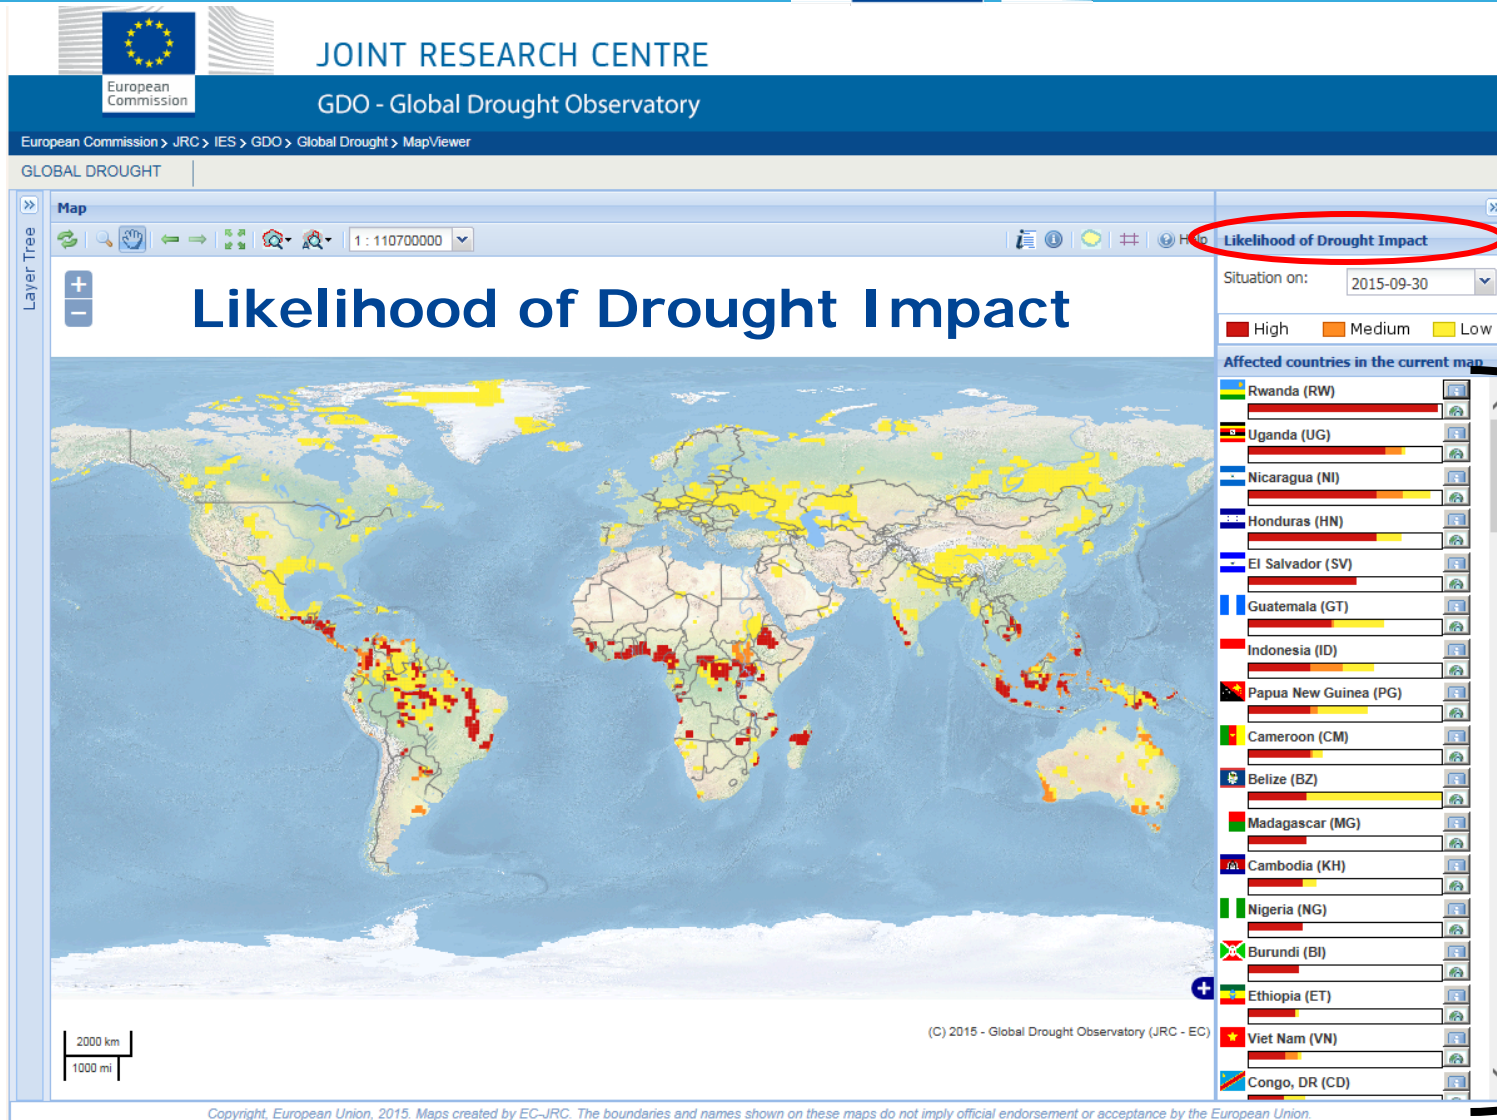 European
Commission
JOINT RESEARCH CENTRE
GDO - Global Drought Observatory
European Commission > JRC > IES > GDO > Global Drought > MapViewer
GLOBAL DROUGHT
Layer Tree
Map
1 : 110700000
Help
Likelihood of Drought Impact
Likelihood of Drought Impact
Situation on:
2015-09-30
High Medium Low
Affected countries in the current map
Rwanda (RW)
Uganda (UG)
Nicaragua (NI)
Honduras (HN)
El Salvador (SV)
Guatemala (GT)
Indonesia (ID)
Papua New Guinea (PG)
Cameroon (CM)
Belize (BZ)
Madagascar (MG)
Cambodia (KH)
Nigeria (NG)
Burundi (BI)
Ethiopia (ET)
Viet Nam (VN)
Congo, DR (CD)
2000 km
1000 mi
(C) 2015 - Global Drought Observatory (JRC - EC)
Copyright, European Union, 2015. Maps created by EC-JRC. The boundaries and names shown on these maps do not imply official endorsement or acceptance by the European Union.